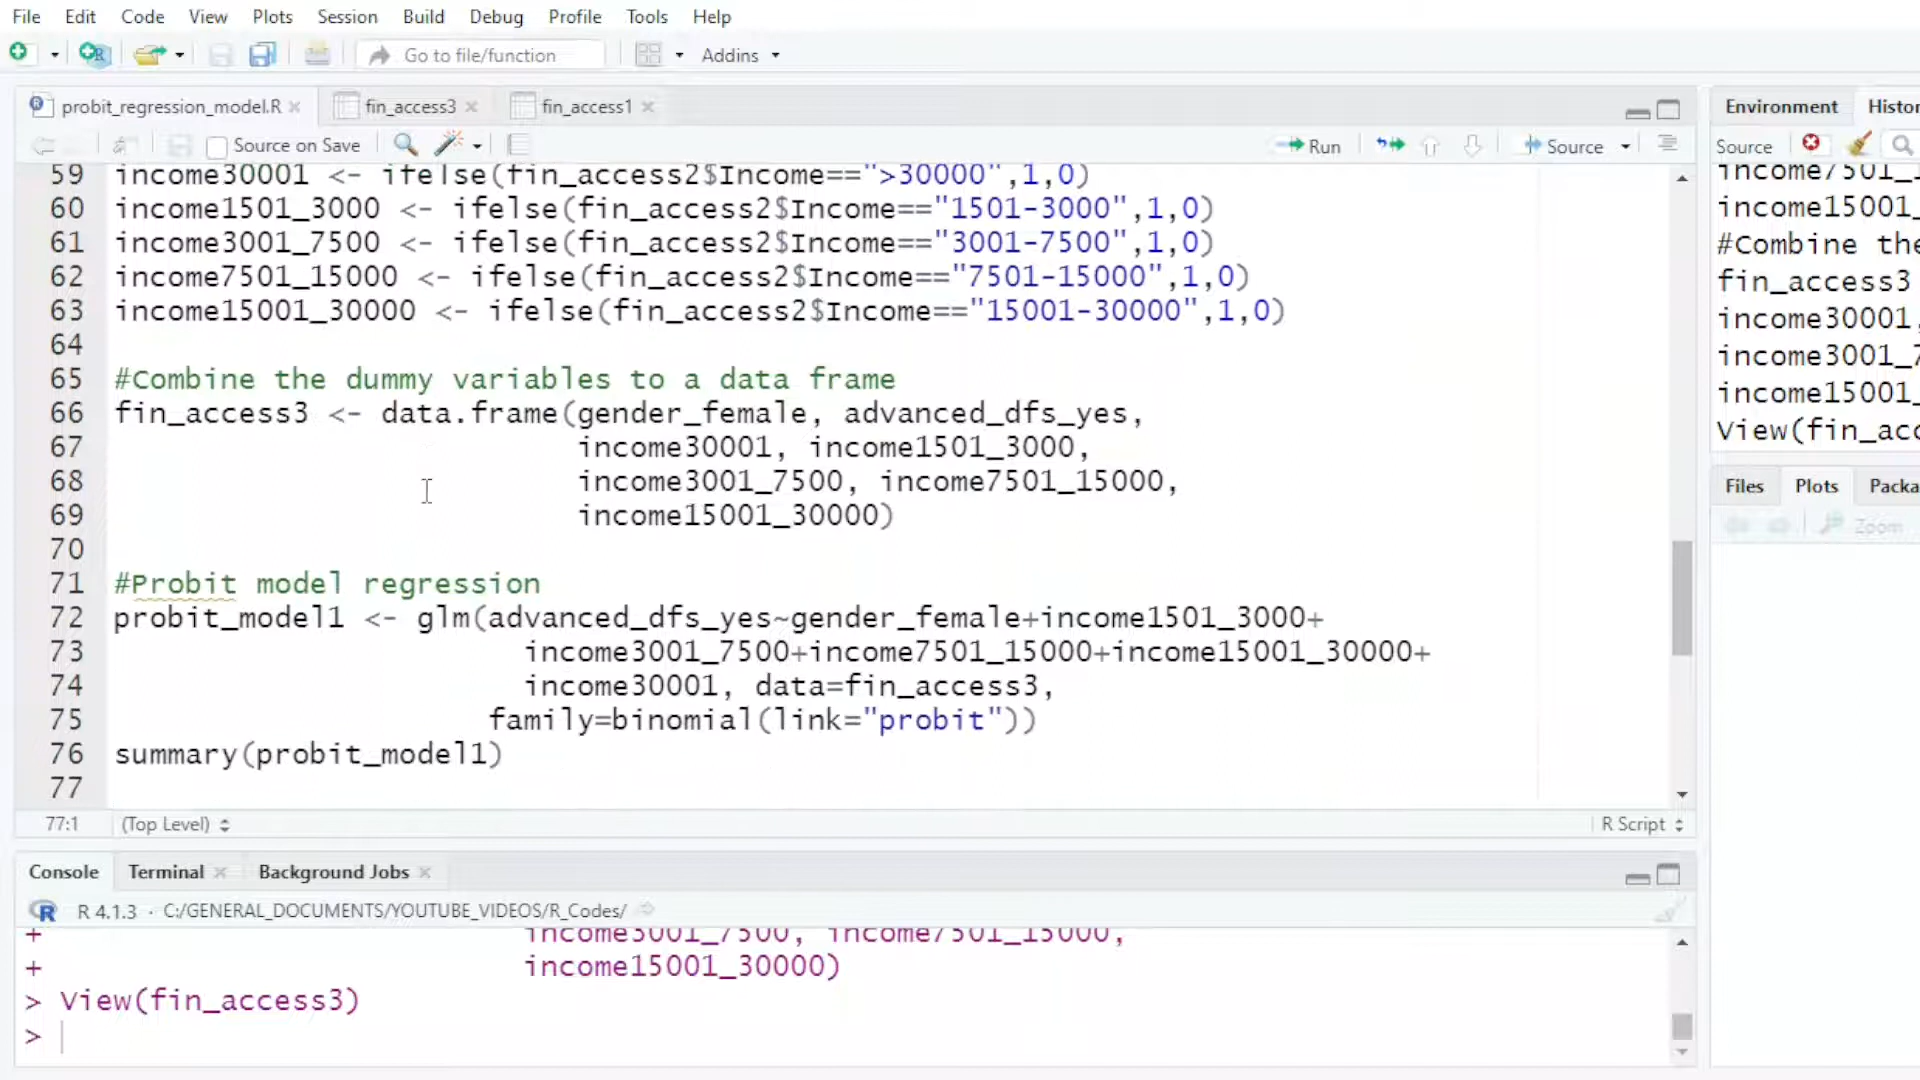 File Edit Code View Plots Session Build Debug Profile Tools Help
Go to file/function Addins
probit_regression_model.R fin_access3 fin_access1
Source on Save Run Source
59 income30001 <- ifelse(fin_access2$Income==">30000",1,0)
60 income1501_3000 <- ifelse(fin_access2$Income=="1501-3000",1,0)
61 income3001_7500 <- ifelse(fin_access2$Income=="3001-7500",1,0)
62 income7501_15000 <- ifelse(fin_access2$Income=="7501-15000",1,0)
63 income15001_30000 <- ifelse(fin_access2$Income=="15001-30000",1,0)
64
65 #Combine the dummy variables to a data frame
66 fin_access3 <- data.frame(gender_female, advanced_dfs_yes,
67 income30001, income1501_3000,
68 income3001_7500, income7501_15000,
69 income15001_30000)
70
71 #Probit model regression
72 probit_model1 <- glm(advanced_dfs_yes~gender_female+income1501_3000+
73 income3001_7500+income7501_15000+income15001_30000+
74 income30001, data=fin_access3,
75 family=binomial(link="probit"))
76 summary(probit_model1)
77
77:1 (Top Level) R Script
Console Terminal Background Jobs
R 4.1.3 · C:/GENERAL_DOCUMENTS/YOUTUBE_VIDEOS/R_Codes/
+ income3001_7500, income7501_15000,
+ income15001_30000)
> View(fin_access3)
>
Environment Histor
Source
income7501_1
income15001_
#Combine the
fin_access3
income30001,
income3001_7
income15001_
View(fin_acc
Files Plots Packa
Zoom